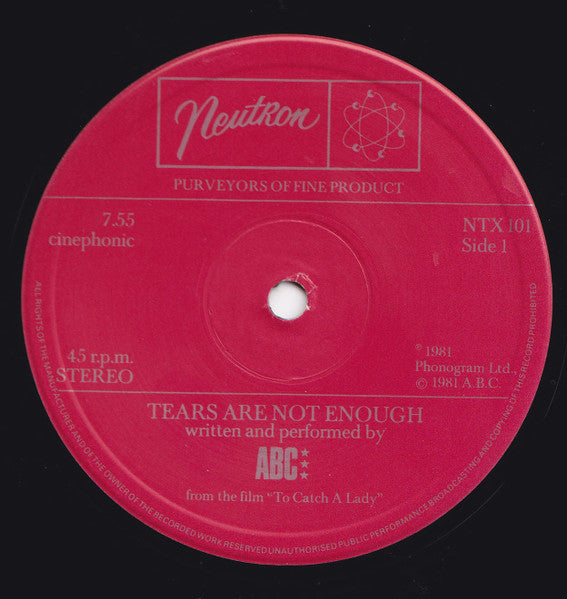 Neutron
PURVEYORS OF FINE PRODUCT
7.55
cinephonic
NTX 101
Side 1
45 r.p.m.
STEREO
℗ 1981
Phonogram Ltd.,
© 1981 A.B.C.
TEARS ARE NOT ENOUGH
written and performed by
ABC
from the film "To Catch A Lady"
ALL RIGHTS OF THE MANUFACTURER AND OF THE OWNER OF THE RECORDED WORK RESERVED UNAUTHORISED PUBLIC PERFORMANCE BROADCASTING AND COPYING OF THIS RECORD PROHIBITED